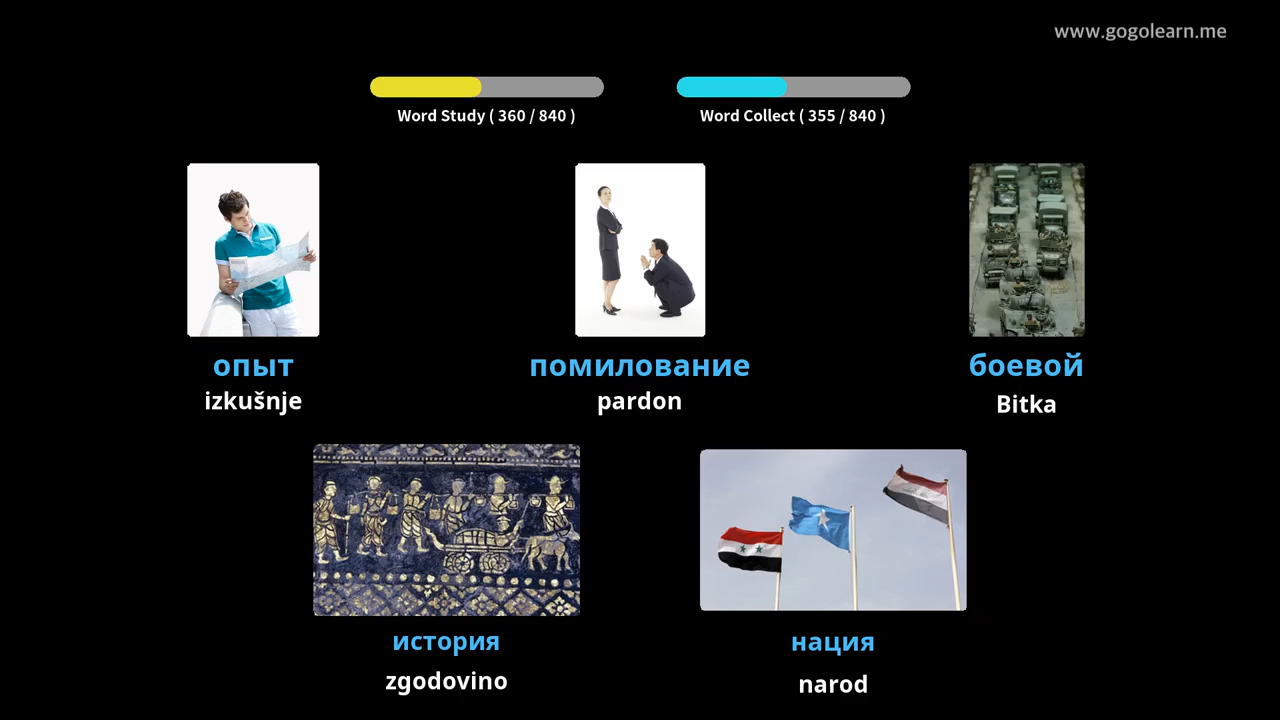 www.gogolearn.me
Word Study ( 360 / 840 )
Word Collect ( 355 / 840 )
опыт
izkušnje
помилование
pardon
боевой
Bitka
история
zgodovino
нация
narod